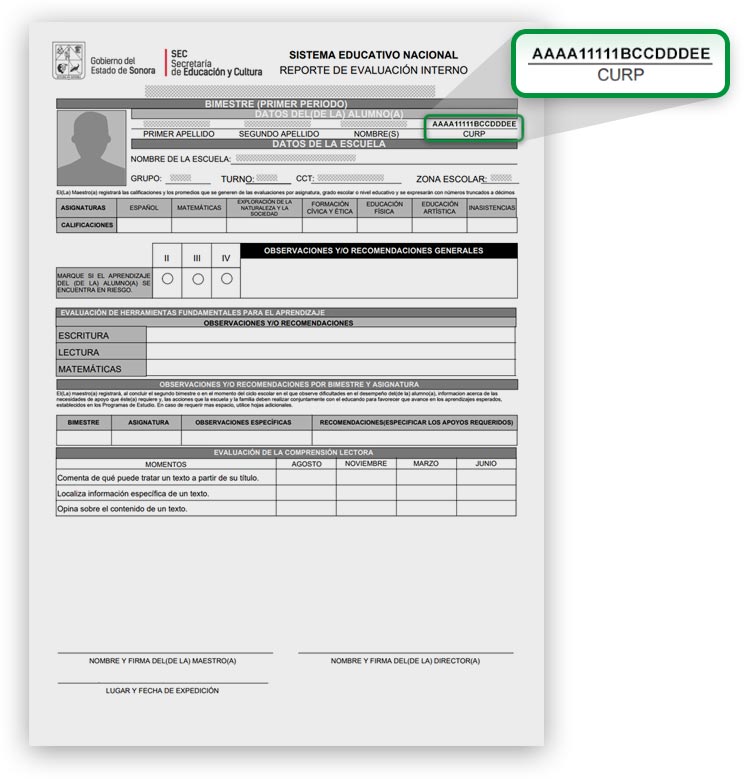 Gobierno del
Estado de Sonora
SEC
Secretaría
de Educación y Cultura
SISTEMA EDUCATIVO NACIONAL
REPORTE DE EVALUACIÓN INTERNO
AAAA11111BCCDDDEE
CURP
BIMESTRE (PRIMER PERÍODO)
DATOS DEL(DE LA) ALUMNO(A)
AAAA11111BCCDDDEE
PRIMER APELLIDO SEGUNDO APELLIDO NOMBRE(S) CURP
DATOS DE LA ESCUELA
NOMBRE DE LA ESCUELA:
GRUPO: TURNO: CCT: ZONA ESCOLAR:
El(La) Maestro(a) registrará las calificaciones y los promedios que se generen de las evaluaciones por asignatura, grado escolar o nivel educativo y se expresarán con números truncados a décimos
ASIGNATURAS ESPAÑOL MATEMÁTICAS EXPLORACIÓN DE LA NATURALEZA Y LA SOCIEDAD FORMACIÓN CÍVICA Y ÉTICA EDUCACIÓN FÍSICA EDUCACIÓN ARTÍSTICA INASISTENCIAS
CALIFICACIONES
II III IV OBSERVACIONES Y/O RECOMENDACIONES GENERALES
MARQUE SI EL APRENDIZAJE
DEL (DE LA) ALUMNO(A) SE
ENCUENTRA EN RIESGO.
EVALUACIÓN DE HERRAMIENTAS FUNDAMENTALES PARA EL APRENDIZAJE
OBSERVACIONES Y/O RECOMENDACIONES
ESCRITURA
LECTURA
MATEMÁTICAS
OBSERVACIONES Y/O RECOMENDACIONES POR BIMESTRE Y ASIGNATURA
El(La) maestro(a) registrará, al concluir el segundo bimestre o en el momento del ciclo escolar en el que observe dificultades en el desempeño del(de la) alumno(a), informacion acerca de las
necesidades de apoyo que éste(a) requiere y, las acciones que la escuela y la familia deben realizar conjuntamente con el educando para favorecer que avance en los aprendizajes esperados,
establecidos en los Programas de Estudio. En caso de requerir mas espacio, utilice hojas adicionales.
BIMESTRE ASIGNATURA OBSERVACIONES ESPECÍFICAS RECOMENDACIONES(ESPECIFICAR LOS APOYOS REQUERIDOS)
EVALUACIÓN DE LA COMPRENSIÓN LECTORA
MOMENTOS AGOSTO NOVIEMBRE MARZO JUNIO
Comenta de qué puede tratar un texto a partir de su título.
Localiza información específica de un texto.
Opina sobre el contenido de un texto.
NOMBRE Y FIRMA DEL(DE LA) MAESTRO(A) NOMBRE Y FIRMA DEL(DE LA) DIRECTOR(A)
LUGAR Y FECHA DE EXPEDICIÓN